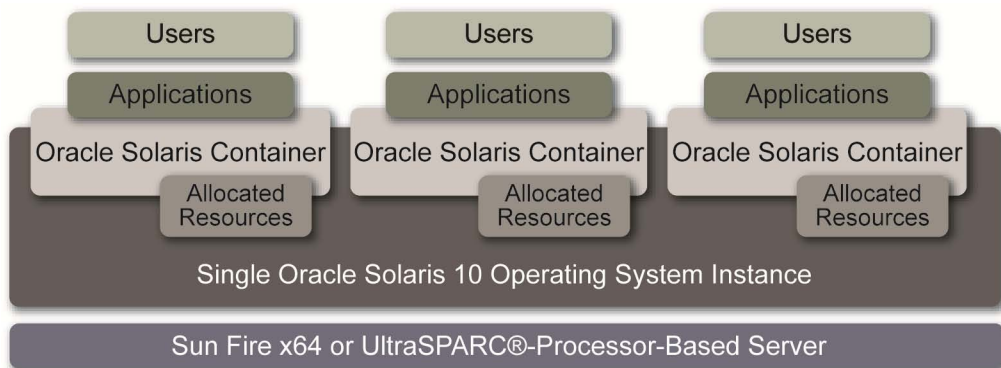 Users Users Users
Applications Applications Applications
Oracle Solaris Container Oracle Solaris Container Oracle Solaris Container
Allocated Allocated Allocated
Resources Resources Resources
Single Oracle Solaris 10 Operating System Instance
Sun Fire x64 or UltraSPARC®-Processor-Based Server